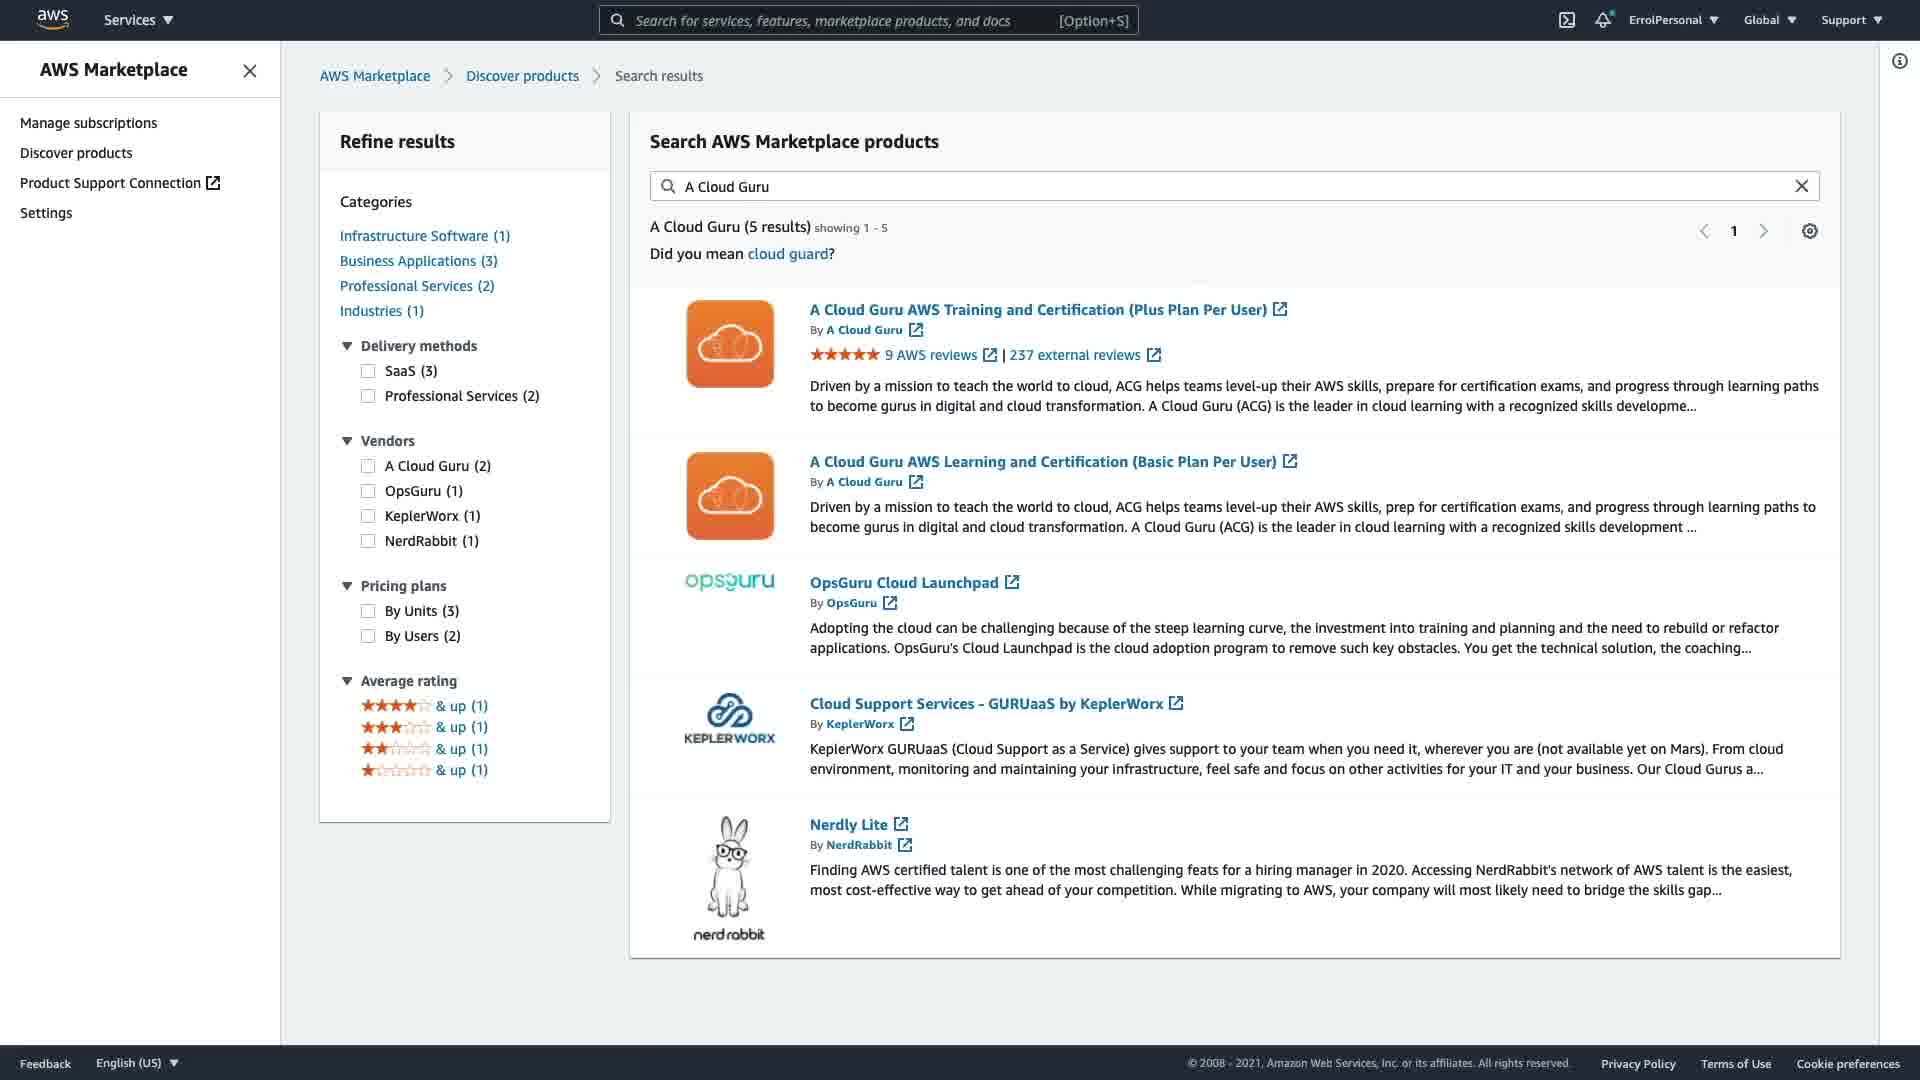 aws
Services
Search for services, features, marketplace products, and docs [Option+S]
ErrolPersonal
Global
Support
AWS Marketplace
Manage subscriptions
Discover products
Product Support Connection
Settings
AWS Marketplace
Discover products
Search results
Refine results
Categories
Infrastructure Software (1)
Business Applications (3)
Professional Services (2)
Industries (1)
Delivery methods
SaaS (3)
Professional Services (2)
Vendors
A Cloud Guru (2)
OpsGuru (1)
KeplerWorx (1)
NerdRabbit (1)
Pricing plans
By Units (3)
By Users (2)
Average rating
& up (1)
& up (1)
& up (1)
& up (1)
Search AWS Marketplace products
A Cloud Guru
A Cloud Guru (5 results) showing 1 - 5
1
Did you mean cloud guard?
A Cloud Guru AWS Training and Certification (Plus Plan Per User)
By A Cloud Guru
9 AWS reviews | 237 external reviews
Driven by a mission to teach the world to cloud, ACG helps teams level-up their AWS skills, prepare for certification exams, and progress through learning paths
to become gurus in digital and cloud transformation. A Cloud Guru (ACG) is the leader in cloud learning with a recognized skills developme...
A Cloud Guru AWS Learning and Certification (Basic Plan Per User)
By A Cloud Guru
Driven by a mission to teach the world to cloud, ACG helps teams level-up their AWS skills, prep for certification exams, and progress through learning paths to
become gurus in digital and cloud transformation. A Cloud Guru (ACG) is the leader in cloud learning with a recognized skills development ...
opsguru
OpsGuru Cloud Launchpad
By OpsGuru
Adopting the cloud can be challenging because of the steep learning curve, the investment into training and planning and the need to rebuild or refactor
applications. OpsGuru's Cloud Launchpad is the cloud adoption program to remove such key obstacles. You get the technical solution, the coaching...
KEPLERWORX
Cloud Support Services - GURUaaS by KeplerWorx
By KeplerWorx
KeplerWorx GURUaaS (Cloud Support as a Service) gives support to your team when you need it, wherever you are (not available yet on Mars). From cloud
environment, monitoring and maintaining your infrastructure, feel safe and focus on other activities for your IT and your business. Our Cloud Gurus a...
nerd rabbit
Nerdly Lite
By NerdRabbit
Finding AWS certified talent is one of the most challenging feats for a hiring manager in 2020. Accessing NerdRabbit's network of AWS talent is the easiest,
most cost-effective way to get ahead of your competition. While migrating to AWS, your company will most likely need to bridge the skills gap...
Feedback
English (US)
© 2008 - 2021, Amazon Web Services, Inc. or its affiliates. All rights reserved.
Privacy Policy
Terms of Use
Cookie preferences